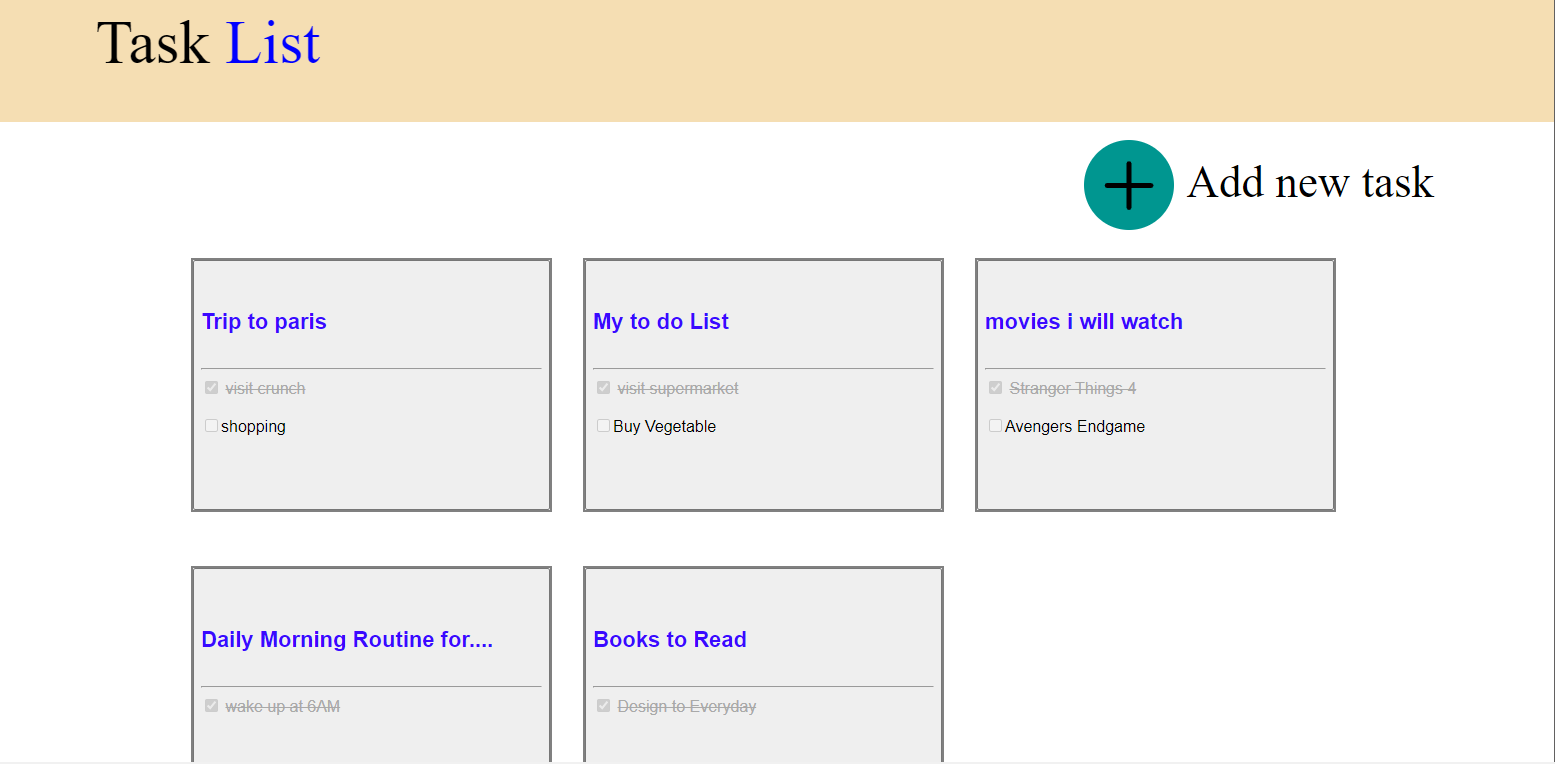 Task List
Add new task
Trip to paris
visit crunch
shopping
My to do List
visit supermarket
Buy Vegetable
movies i will watch
Stranger Things 4
Avengers Endgame
Daily Morning Routine for....
wake up at 6AM
Books to Read
Design to Everyday